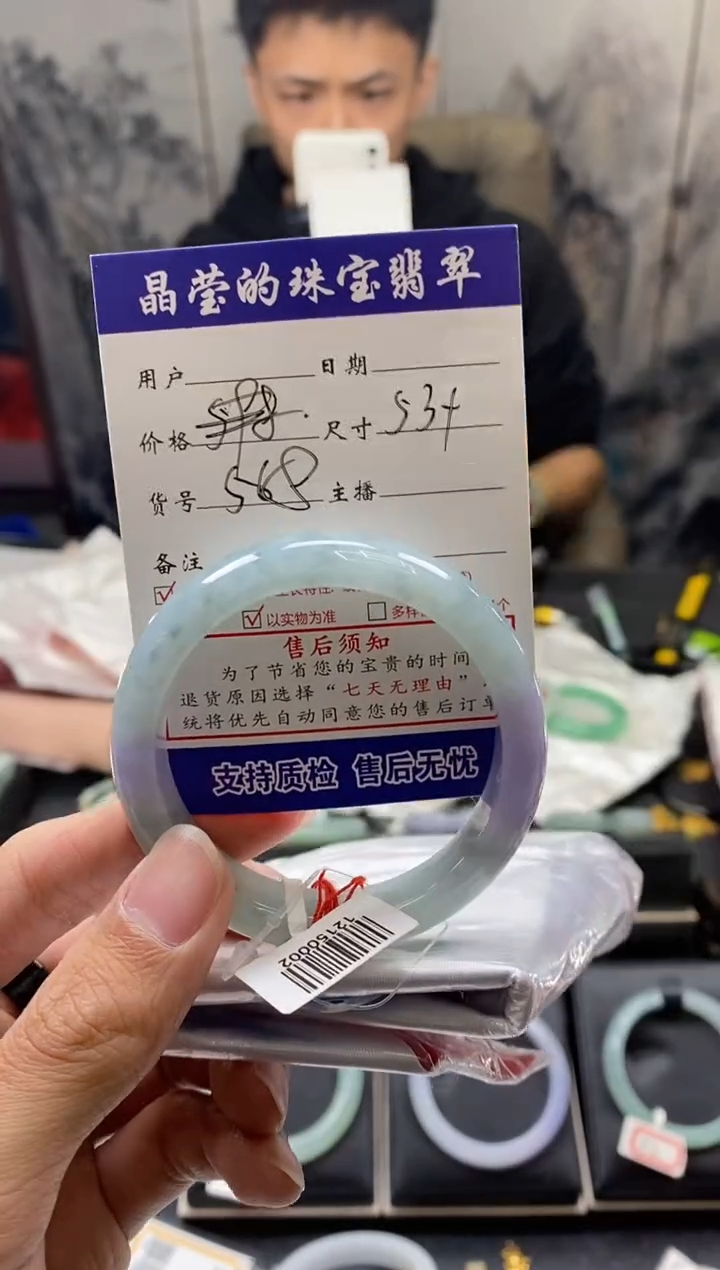 晶莹的珠宝翡翠
用户 日期
价格 尺寸 534
货号 568 主播
备注
以实物为准
售后须知
为了节省您的宝贵的时间
退货原因选择“七天无理由”
统将优先自动同意您的售后订单
支持质检 售后无忧
12150002